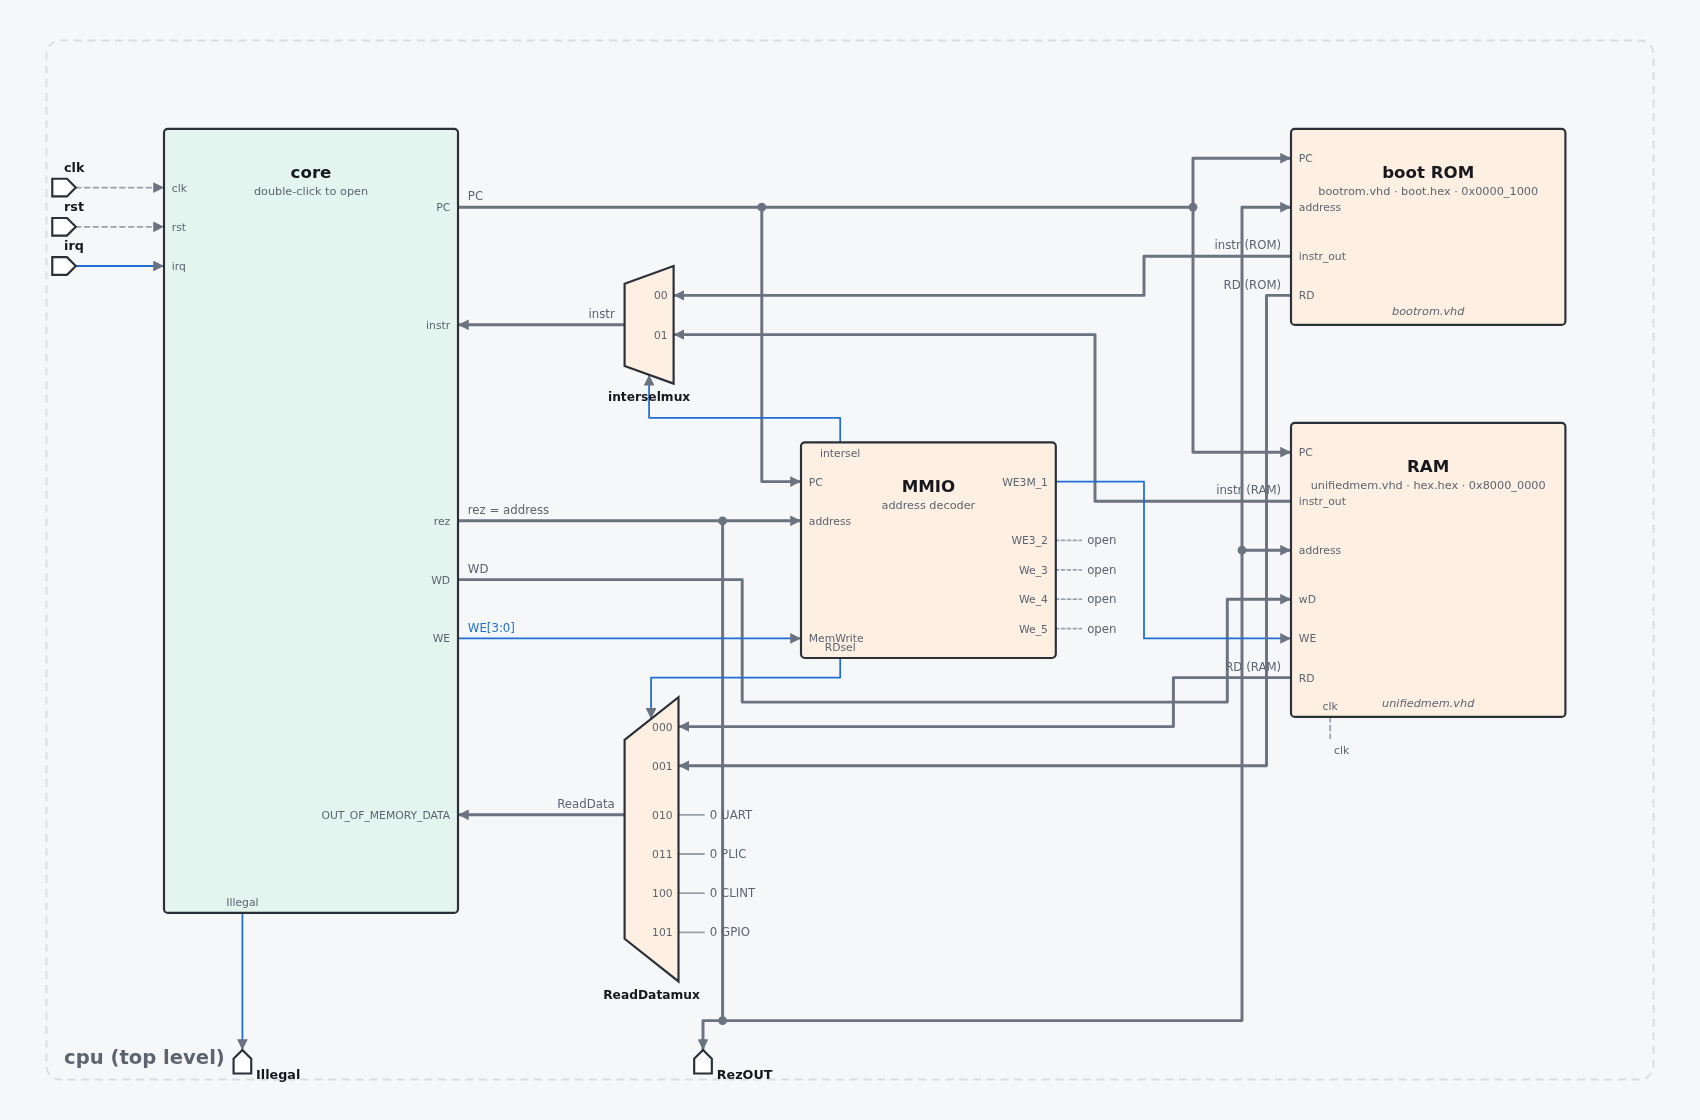 clk
rst
irq
core
double-click to open
clk
rst
irq
PC
instr
rez
WD
WE
OUT_OF_MEMORY_DATA
Illegal
PC
instr
rez = address
WD
WE[3:0]
ReadData
00
01
interselmux
intersel
PC
MMIO
address decoder
address
MemWrite
RDsel
WE3M_1
WE3_2
We_3
We_4
We_5
open
open
open
open
000
001
010
011
100
101
0 UART
0 PLIC
0 CLINT
0 GPIO
ReadDatamux
instr (ROM)
RD (ROM)
PC
boot ROM
bootrom.vhd · boot.hex · 0x0000_1000
address
instr_out
RD
bootrom.vhd
instr (RAM)
RD (RAM)
PC
RAM
unifiedmem.vhd · hex.hex · 0x8000_0000
instr_out
address
wD
WE
RD
clk
unifiedmem.vhd
clk
cpu (top level)
Illegal
RezOUT